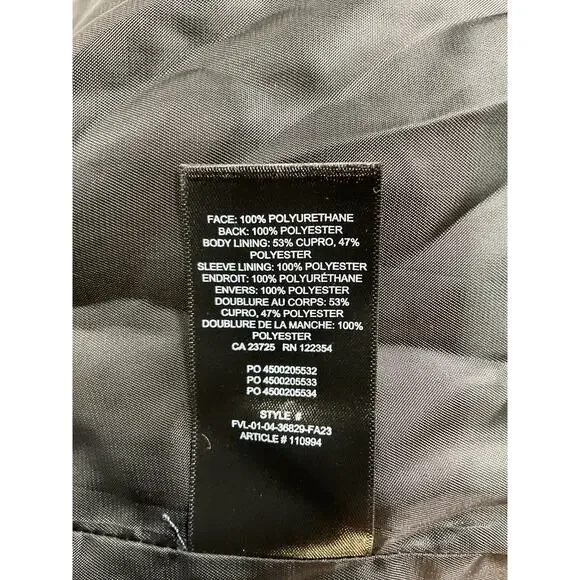 FACE: 100% POLYURETHANE
BACK: 100% POLYESTER
BODY LINING: 53% CUPRO, 47%
POLYESTER
SLEEVE LINING: 100% POLYESTER
ENDROIT: 100% POLYURÉTHANE
ENVERS: 100% POLYESTER
DOUBLURE AU CORPS: 53%
CUPRO, 47% POLYESTER
DOUBLURE DE LA MANCHE: 100%
POLYESTER
CA 23725 RN 122354
PO 4500205532
PO 4500205533
PO 4500205534
STYLE #
FVL-01-04-36829-FA23
ARTICLE # 110994